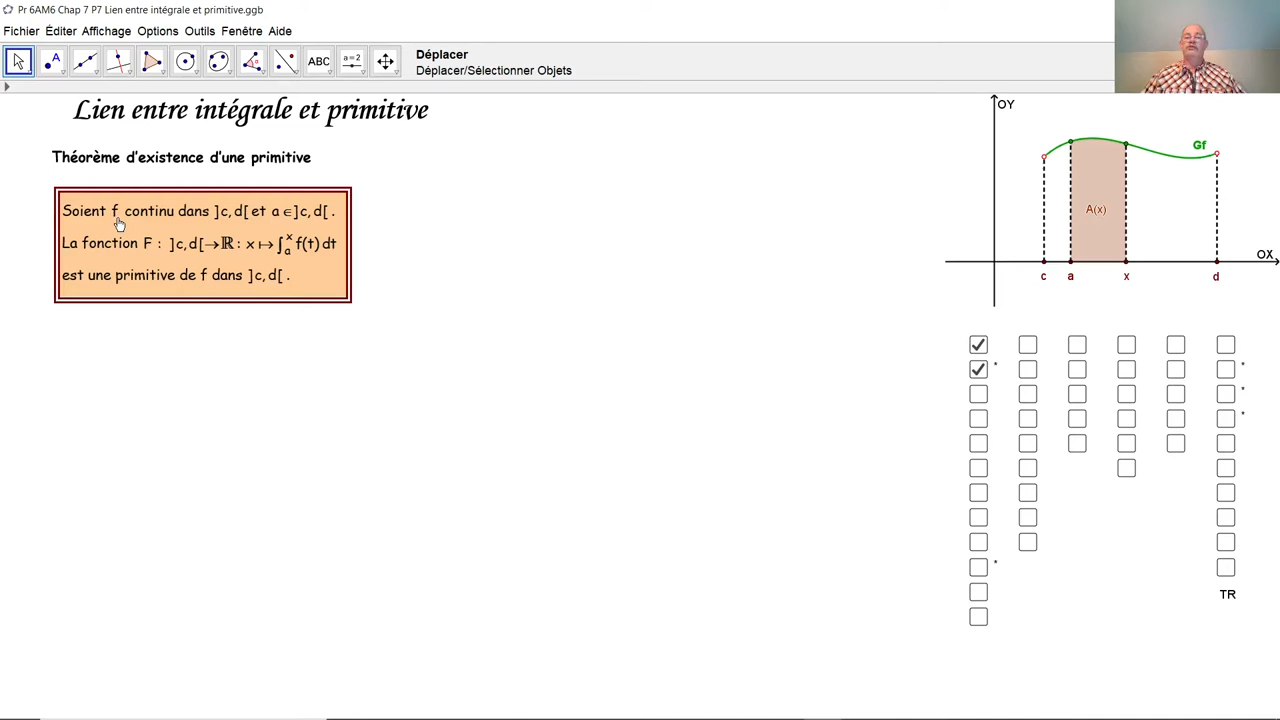 Pr 6AM6 Chap 7 P7 Lien entre intégrale et primitive.ggb
Fichier Éditer Affichage Options Outils Fenêtre Aide
A ABC a=2 Déplacer
Déplacer/Sélectionner Objets
Lien entre intégrale et primitive
Théorème d'existence d'une primitive
Soient f continu dans ]c,d[ et a∈]c,d[ .
La fonction F : ]c,d[→ℝ : x ↦ ∫ₐˣ f(t) dt
est une primitive de f dans ]c,d[ .
OY
Gf
A(x)
OX
c a x d
*
*
*
*
*
TR